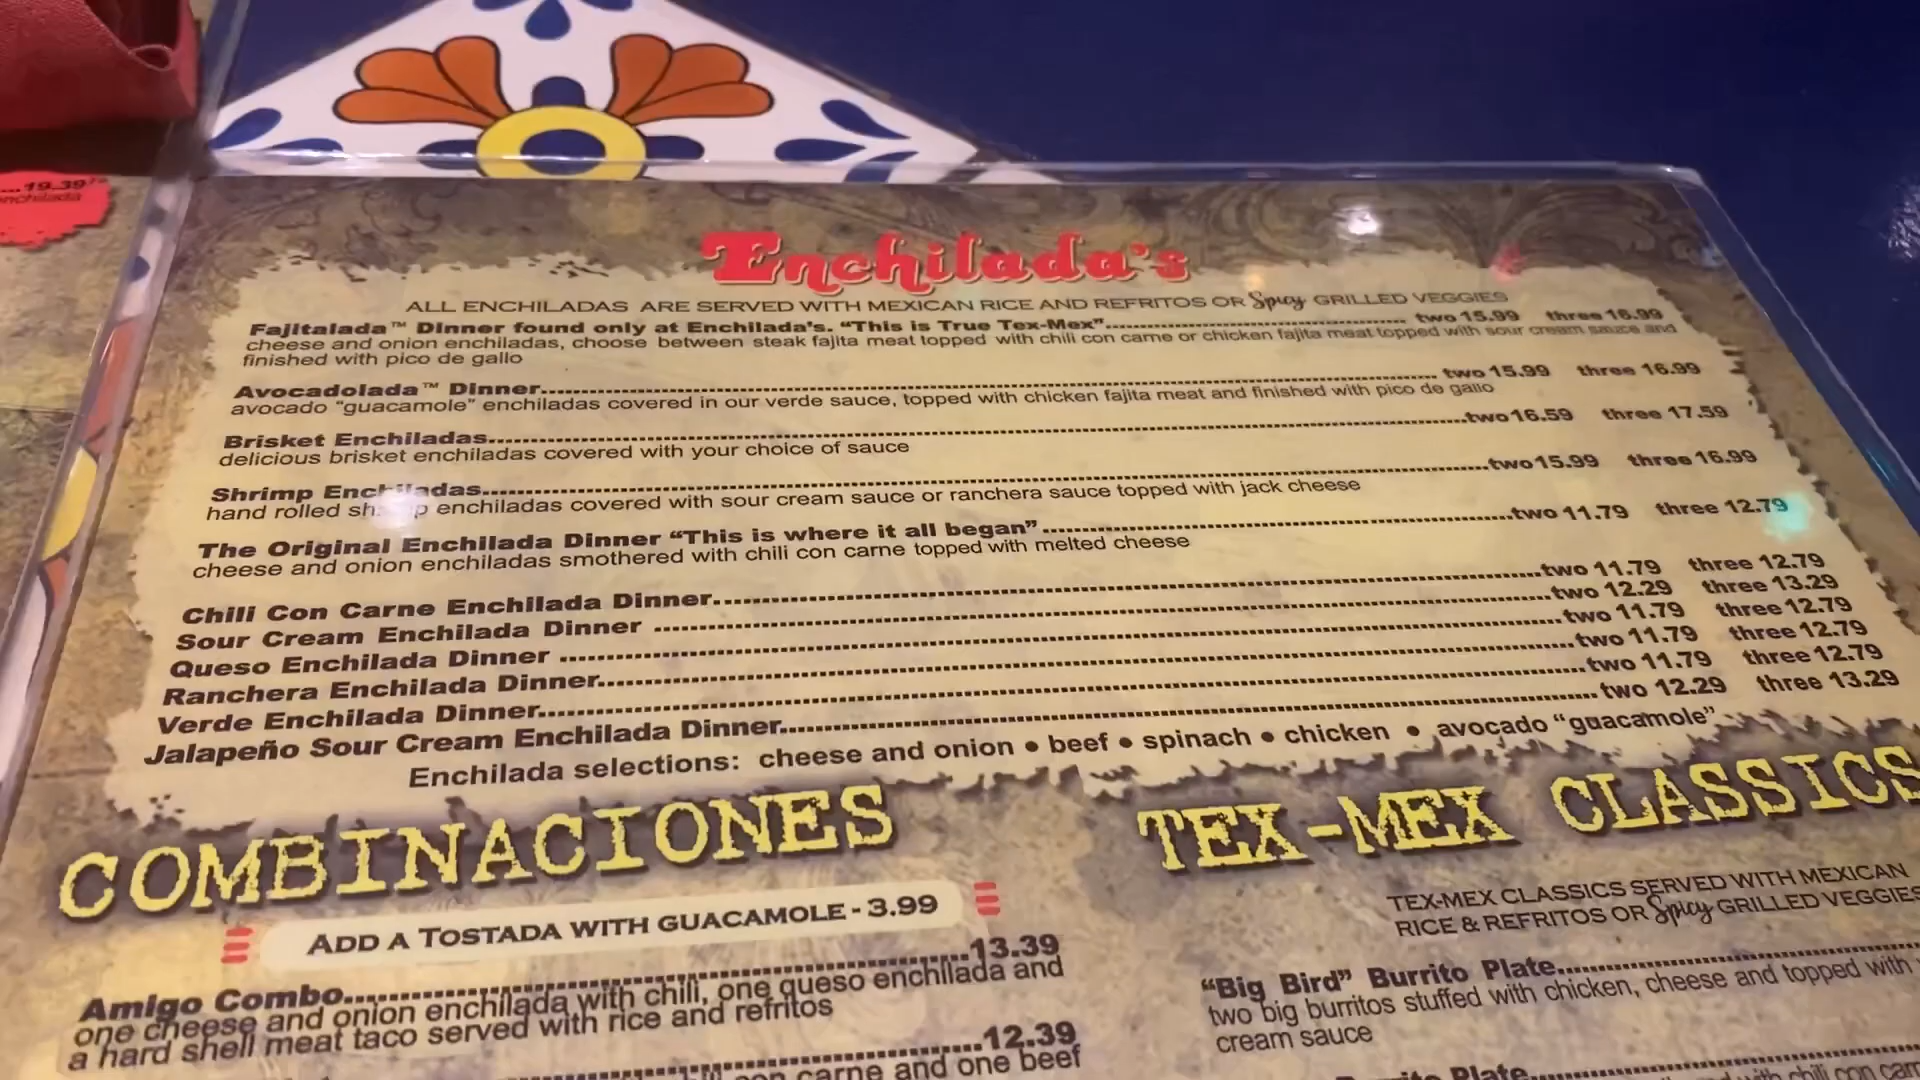 ...19.39
enchilada
Enchilada's
ALL ENCHILADAS ARE SERVED WITH MEXICAN RICE AND REFRITOS OR Spicy GRILLED VEGGIES
Fajitalada™ Dinner found only at Enchilada's. "This is True Tex-Mex"... two 15.99 three 16.99
cheese and onion enchiladas, choose between steak fajita meat topped with chili con carne or chicken fajita meat topped with sour cream sauce and
finished with pico de gallo
Avocadolada™ Dinner... two 15.99 three 16.99
avocado "guacamole" enchiladas covered in our verde sauce, topped with chicken fajita meat and finished with pico de gallo
Brisket Enchiladas... two 16.59 three 17.59
delicious brisket enchiladas covered with your choice of sauce
Shrimp Enchiladas... two 15.99 three 16.99
hand rolled shrimp enchiladas covered with sour cream sauce or ranchera sauce topped with jack cheese
The Original Enchilada Dinner "This is where it all began"... two 11.79 three 12.79
cheese and onion enchiladas smothered with chili con carne topped with melted cheese
Chili Con Carne Enchilada Dinner... two 11.79 three 12.79
Sour Cream Enchilada Dinner ... two 12.29 three 13.29
Queso Enchilada Dinner ... two 11.79 three 12.79
Ranchera Enchilada Dinner... two 11.79 three 12.79
Verde Enchilada Dinner... two 11.79 three 12.79
Jalapeño Sour Cream Enchilada Dinner... two 12.29 three 13.29
Enchilada selections: cheese and onion • beef • spinach • chicken • avocado "guacamole"
COMBINACIONES
ADD A TOSTADA WITH GUACAMOLE - 3.99
Amigo Combo...13.39
one cheese and onion enchilada with chili, one queso enchilada and
a hard shell meat taco served with rice and refritos
...12.39
con carne and one beef
TEX-MEX CLASSICS
TEX-MEX CLASSICS SERVED WITH MEXICAN
RICE & REFRITOS OR Spicy GRILLED VEGGIES
"Big Bird" Burrito Plate...
two big burritos stuffed with chicken, cheese and topped with
cream sauce
Burrito Plate...
with chili con